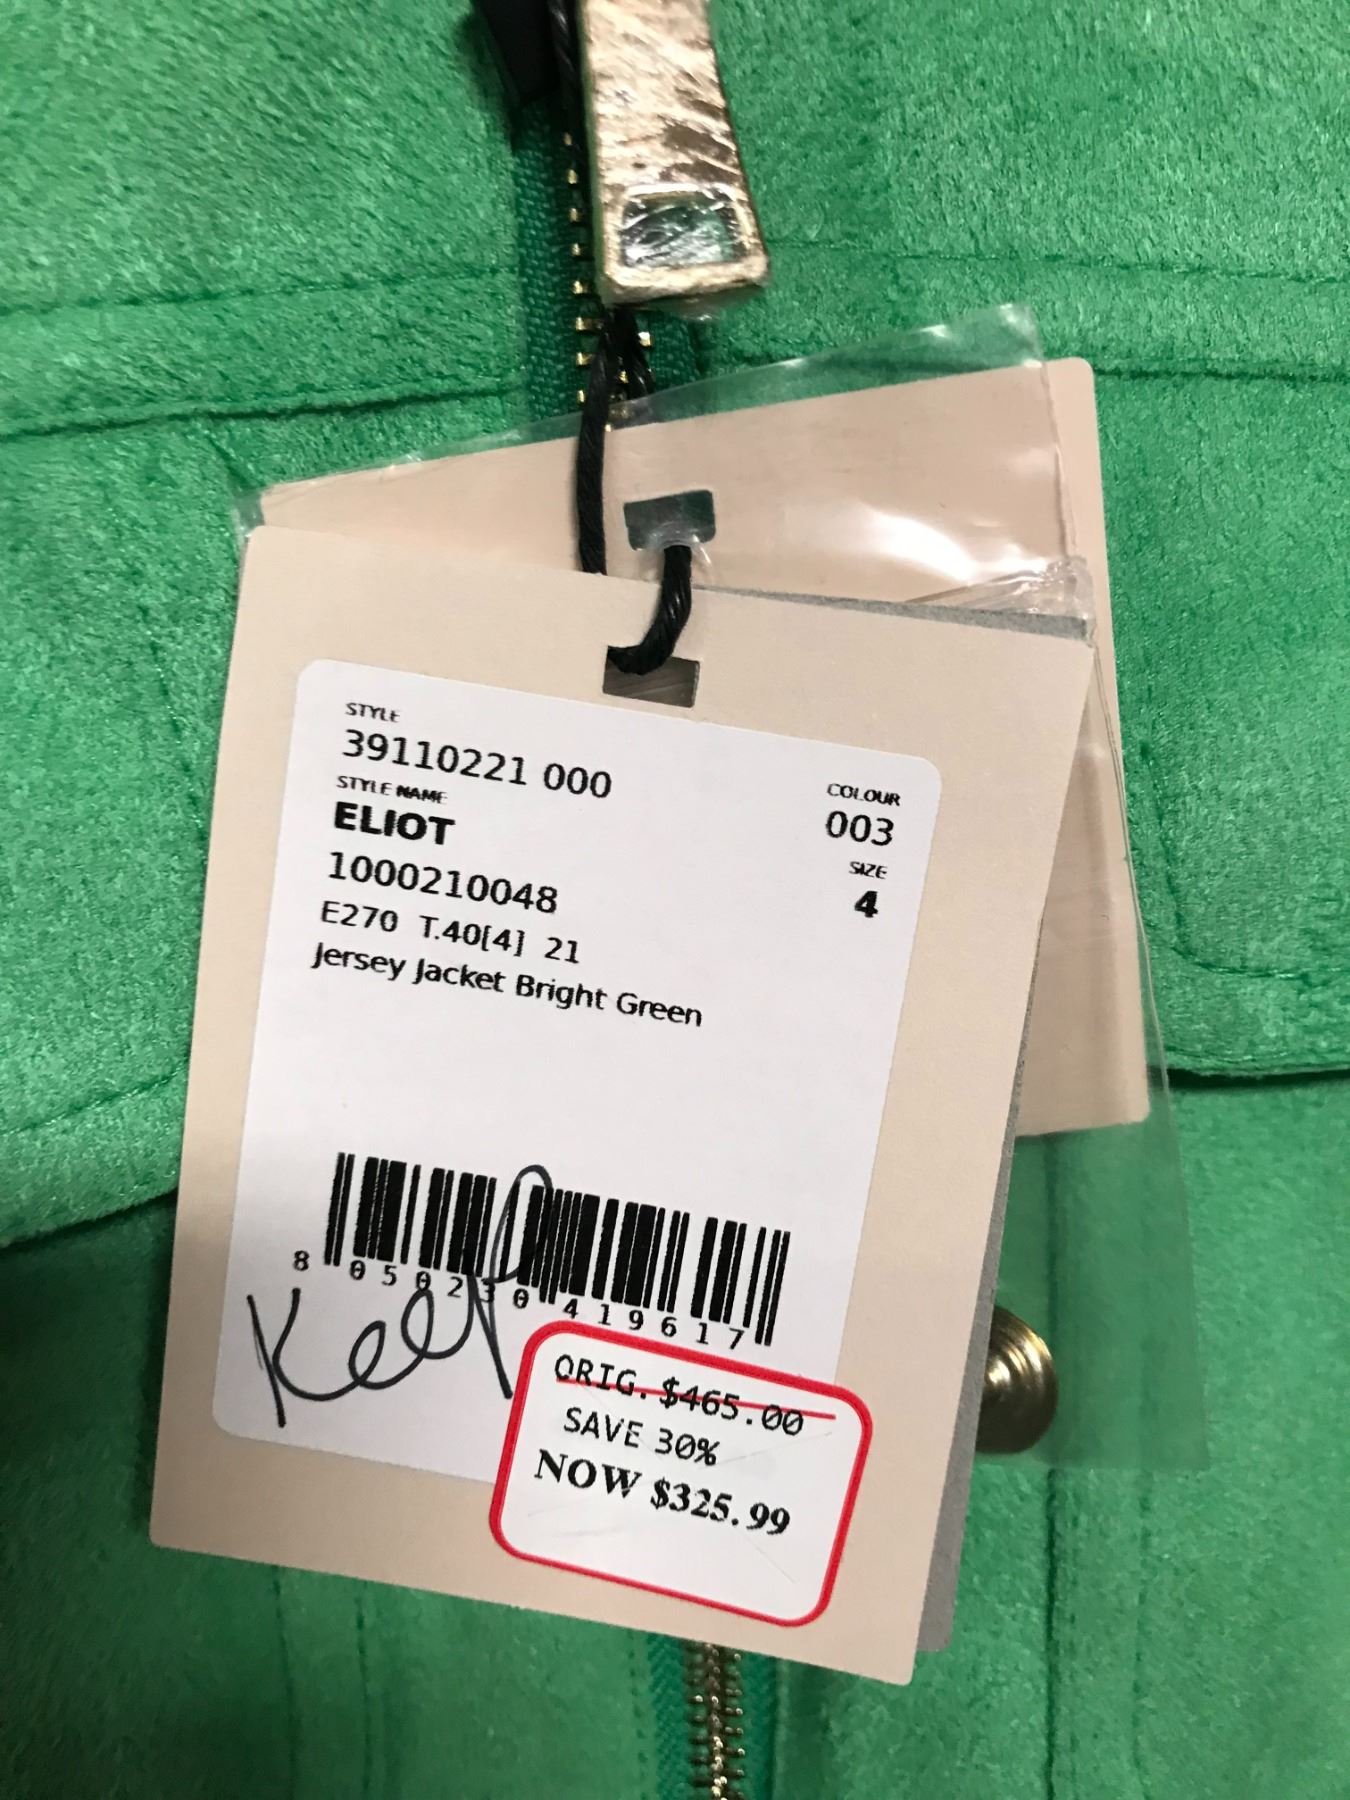 STYLE
39110221 000
STYLE NAME
ELIOT
1000210048
E270 T.40[4] 21
Jersey Jacket Bright Green
COLOUR
003
SIZE
4
8 050230 419617
Keep
ORIG. $465.00
SAVE 30%
NOW $325.99